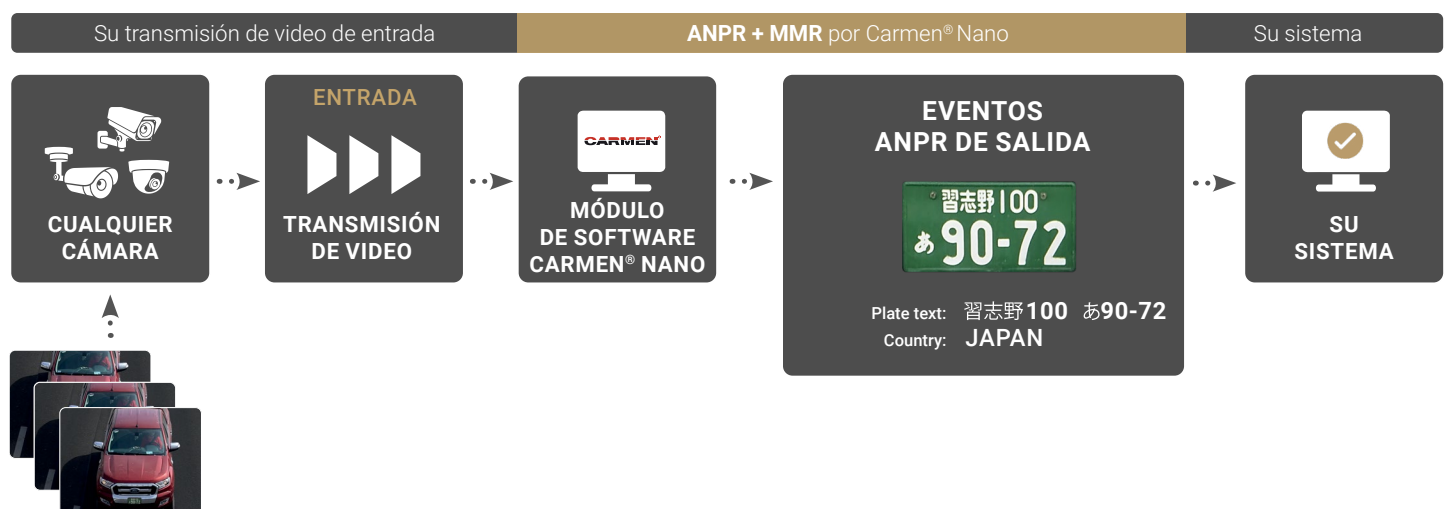 Su transmisión de video de entrada
ANPR + MMR por Carmen® Nano
Su sistema
CUALQUIER
CÁMARA
ENTRADA
TRANSMISIÓN
DE VIDEO
CARMEN®
MÓDULO
DE SOFTWARE
CARMEN® NANO
EVENTOS
ANPR DE SALIDA
習志野100
あ90-72
Plate text: 習志野100 あ90-72
Country: JAPAN
SU
SISTEMA